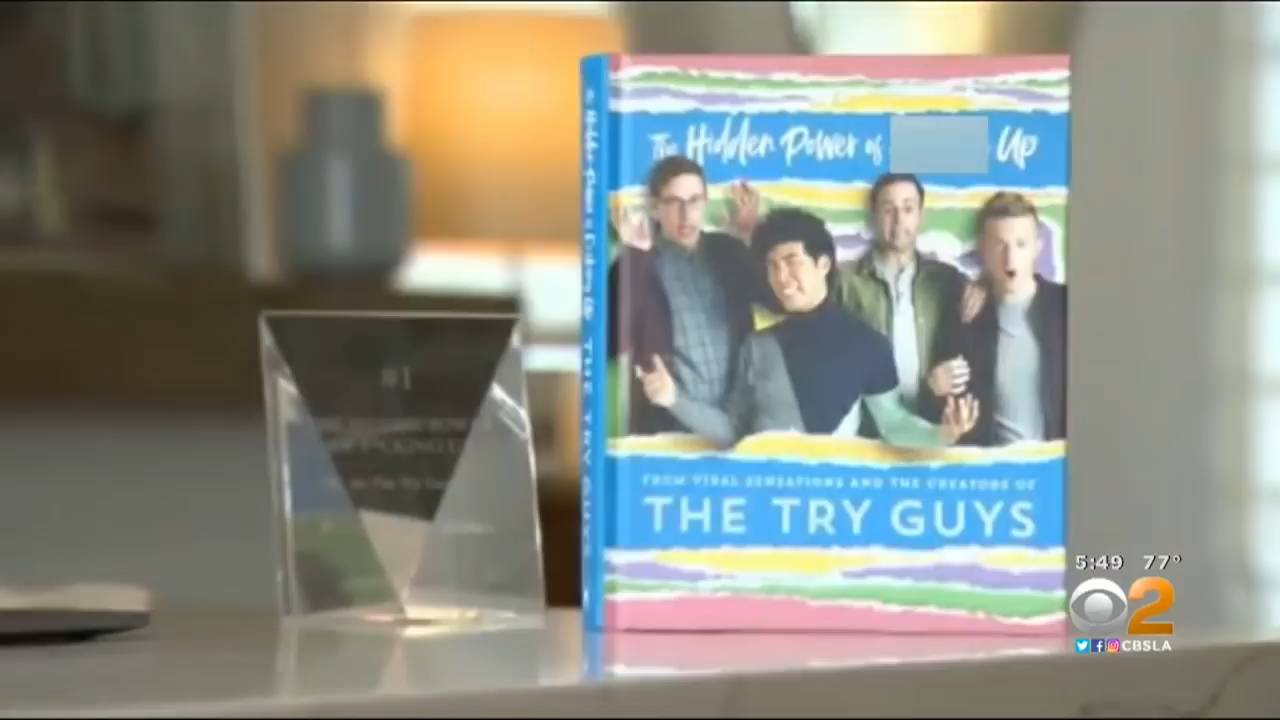 The Hidden Power of Up
FROM VIRAL SENSATIONS AND THE CREATORS OF
THE TRY GUYS
THE TRY GUYS
#1
5:49 77°
2
CBSLA